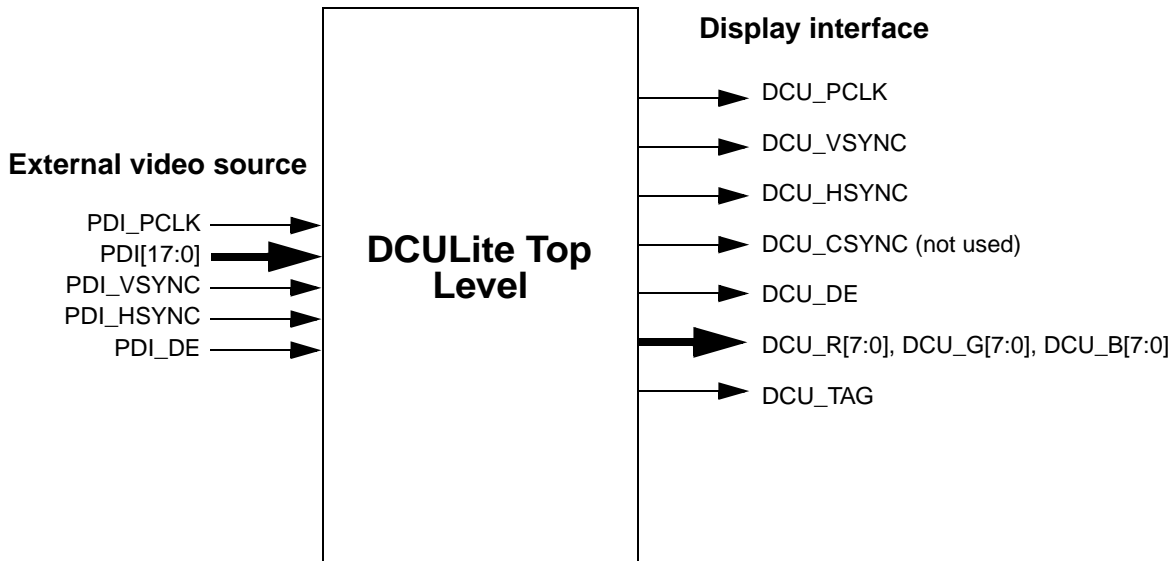 Display interface
External video source
PDI_PCLK
PDI[17:0]
PDI_VSYNC
PDI_HSYNC
PDI_DE
DCULite Top
Level
DCU_PCLK
DCU_VSYNC
DCU_HSYNC
DCU_CSYNC (not used)
DCU_DE
DCU_R[7:0], DCU_G[7:0], DCU_B[7:0]
DCU_TAG